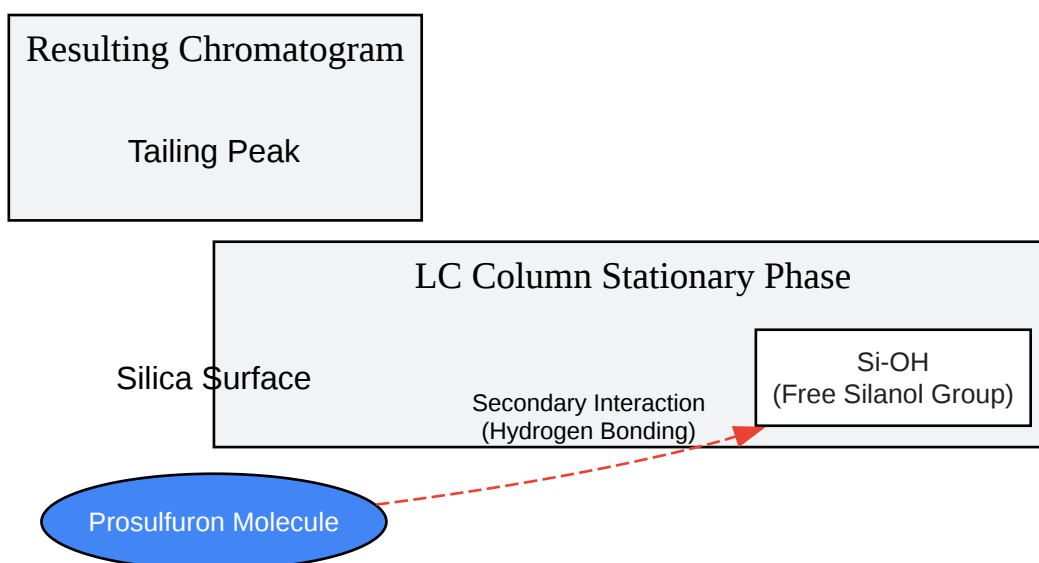 Resulting Chromatogram
Tailing Peak
LC Column Stationary Phase
Si-OH
(Free Silanol Group)
Silica Surface
Secondary Interaction
(Hydrogen Bonding)
Prosulfuron Molecule